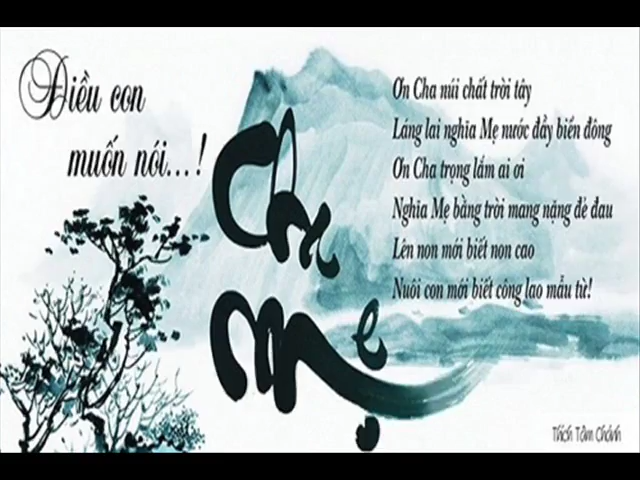 Điều con
muốn nói...!
Cha
Mẹ
Ơn Cha núi chất trời tây
Láng lai nghĩa Mẹ nước đầy biển đông
Ơn Cha trọng lắm ai ơi
Nghĩa Mẹ bằng trời mang nặng đẻ đau
Lên non mới biết non cao
Nuôi con mới biết công lao mẫu từ!
Thích Tâm Chánh